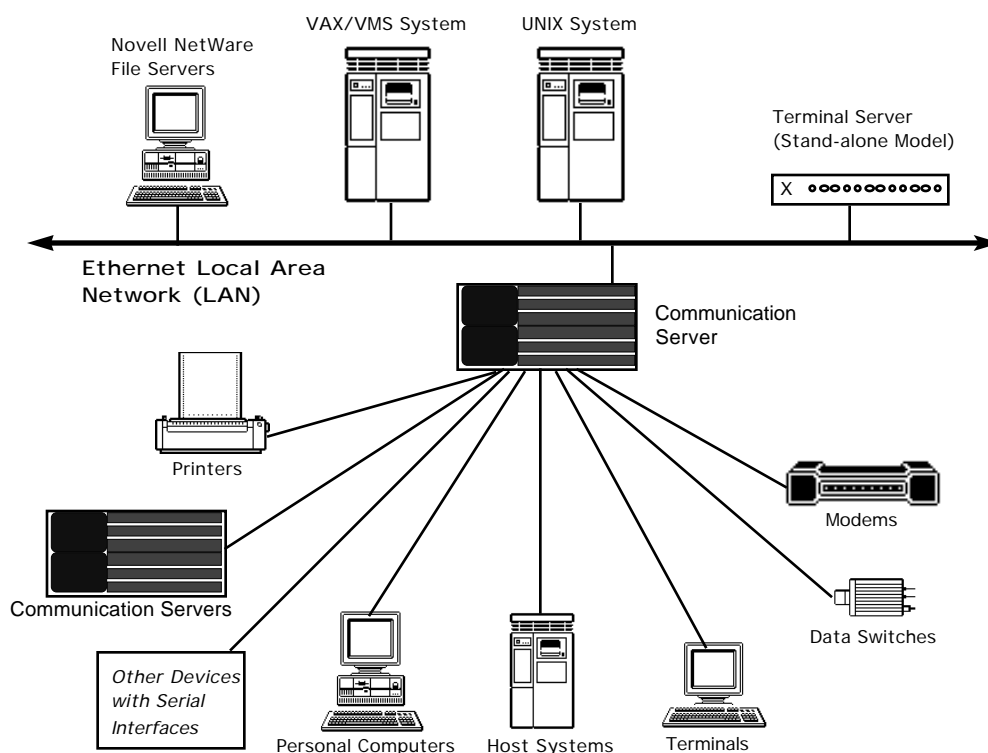 VAX/VMS System
UNIX System
Novell NetWare
File Servers
Terminal Server
(Stand-alone Model)
X
Ethernet Local Area
Network (LAN)
Communication
Server
Printers
Modems
Communication Servers
Data Switches
Other Devices
with Serial
Interfaces
Personal Computers
Host Systems
Terminals